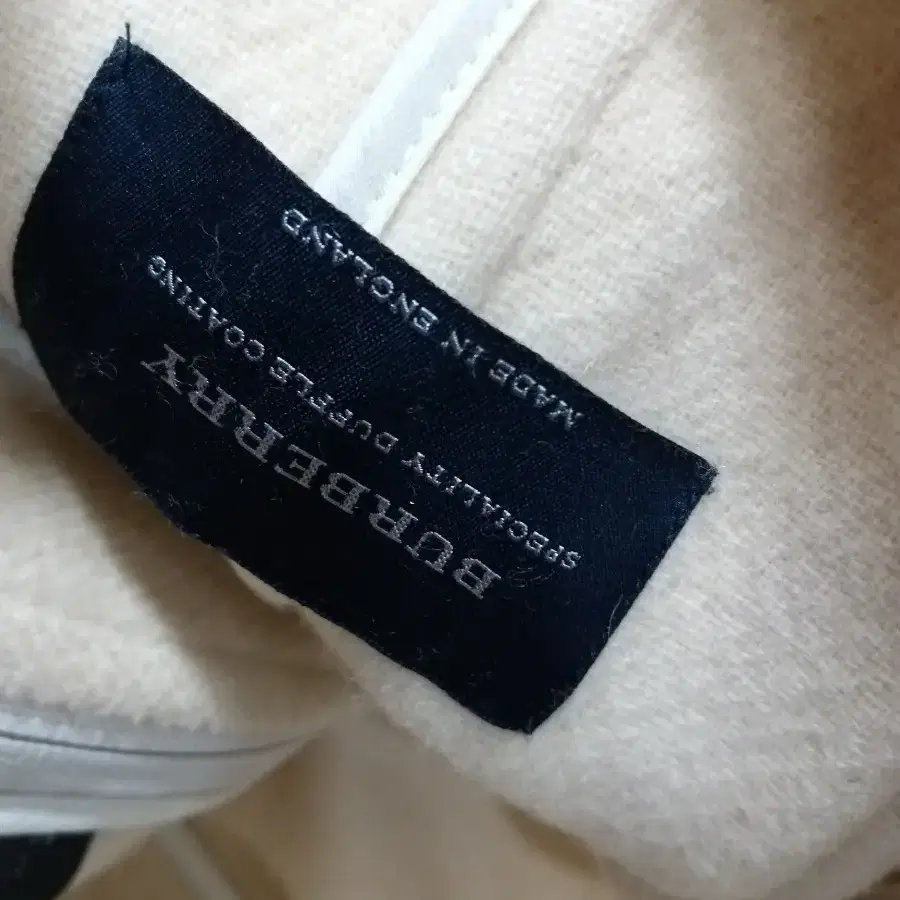 BURBERRY
SPECIALITY DUFFLE COATING
MADE IN ENGLAND